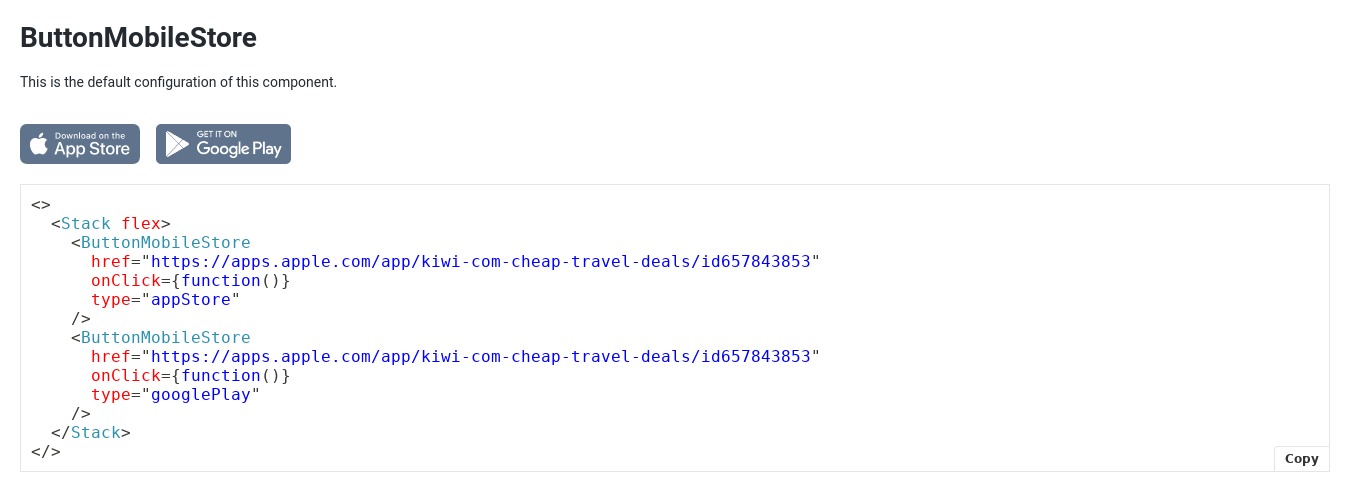 ButtonMobileStore
This is the default configuration of this component.
Download on the
App Store
GET IT ON
Google Play
<>
  <Stack flex>
    <ButtonMobileStore
      href="https://apps.apple.com/app/kiwi-com-cheap-travel-deals/id657843853"
      onClick={function()}
      type="appStore"
    />
    <ButtonMobileStore
      href="https://apps.apple.com/app/kiwi-com-cheap-travel-deals/id657843853"
      onClick={function()}
      type="googlePlay"
    />
  </Stack>
</>
Copy